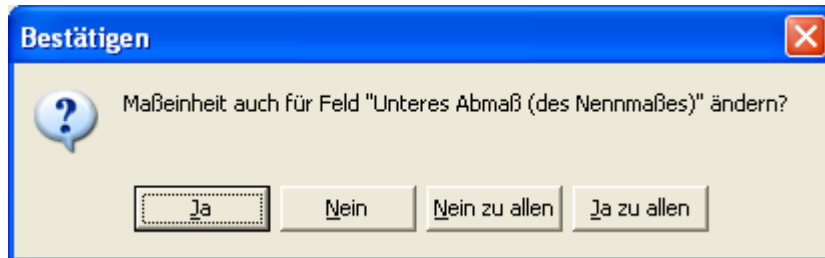 Bestätigen
Maßeinheit auch für Feld "Unteres Abmaß (des Nennmaßes)" ändern?
Ja Nein Nein zu allen Ja zu allen